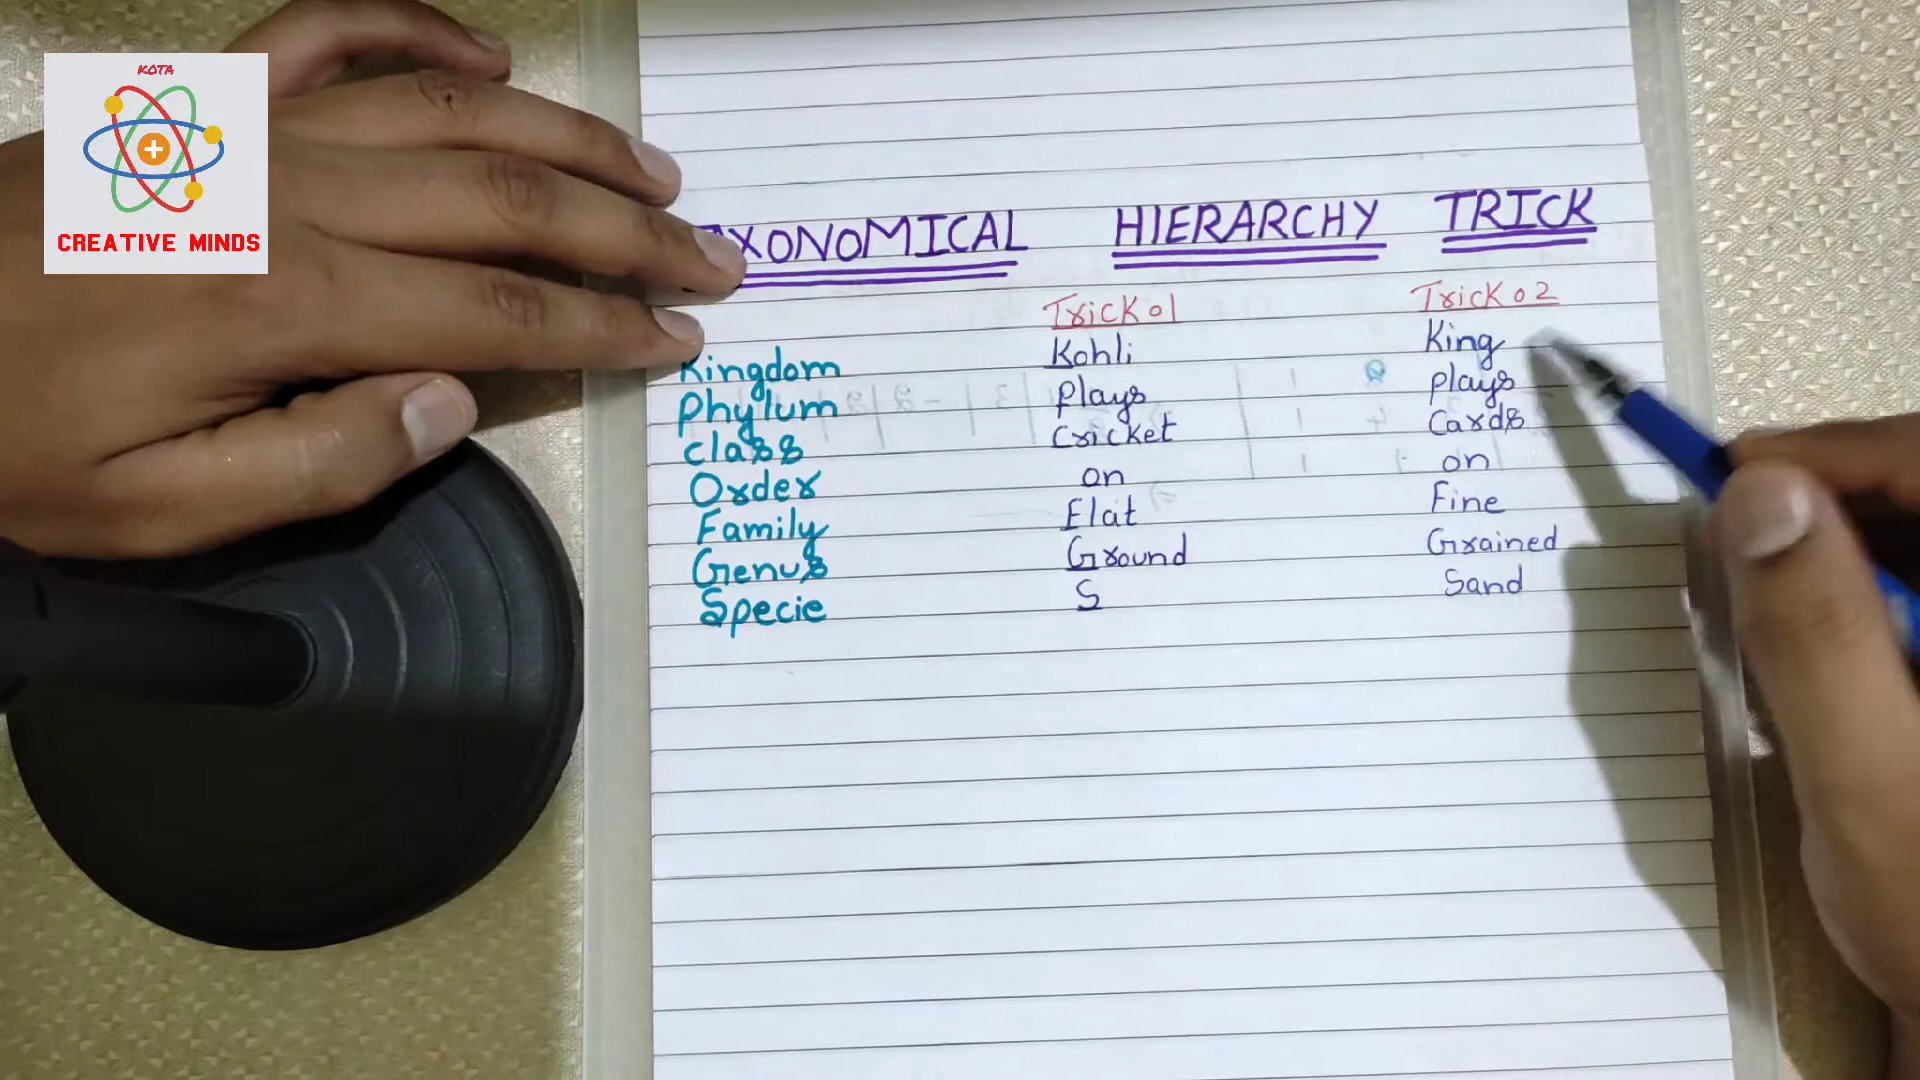 KOTA
CREATIVE MINDS
TAXONOMICAL HIERARCHY TRICK
Trick 01 Trick 02
Kingdom Kohli King
Phylum Plays Plays
Class Cricket Cards
Order on on
Family Flat Fine
Genus Ground Grained
Specie S Sand